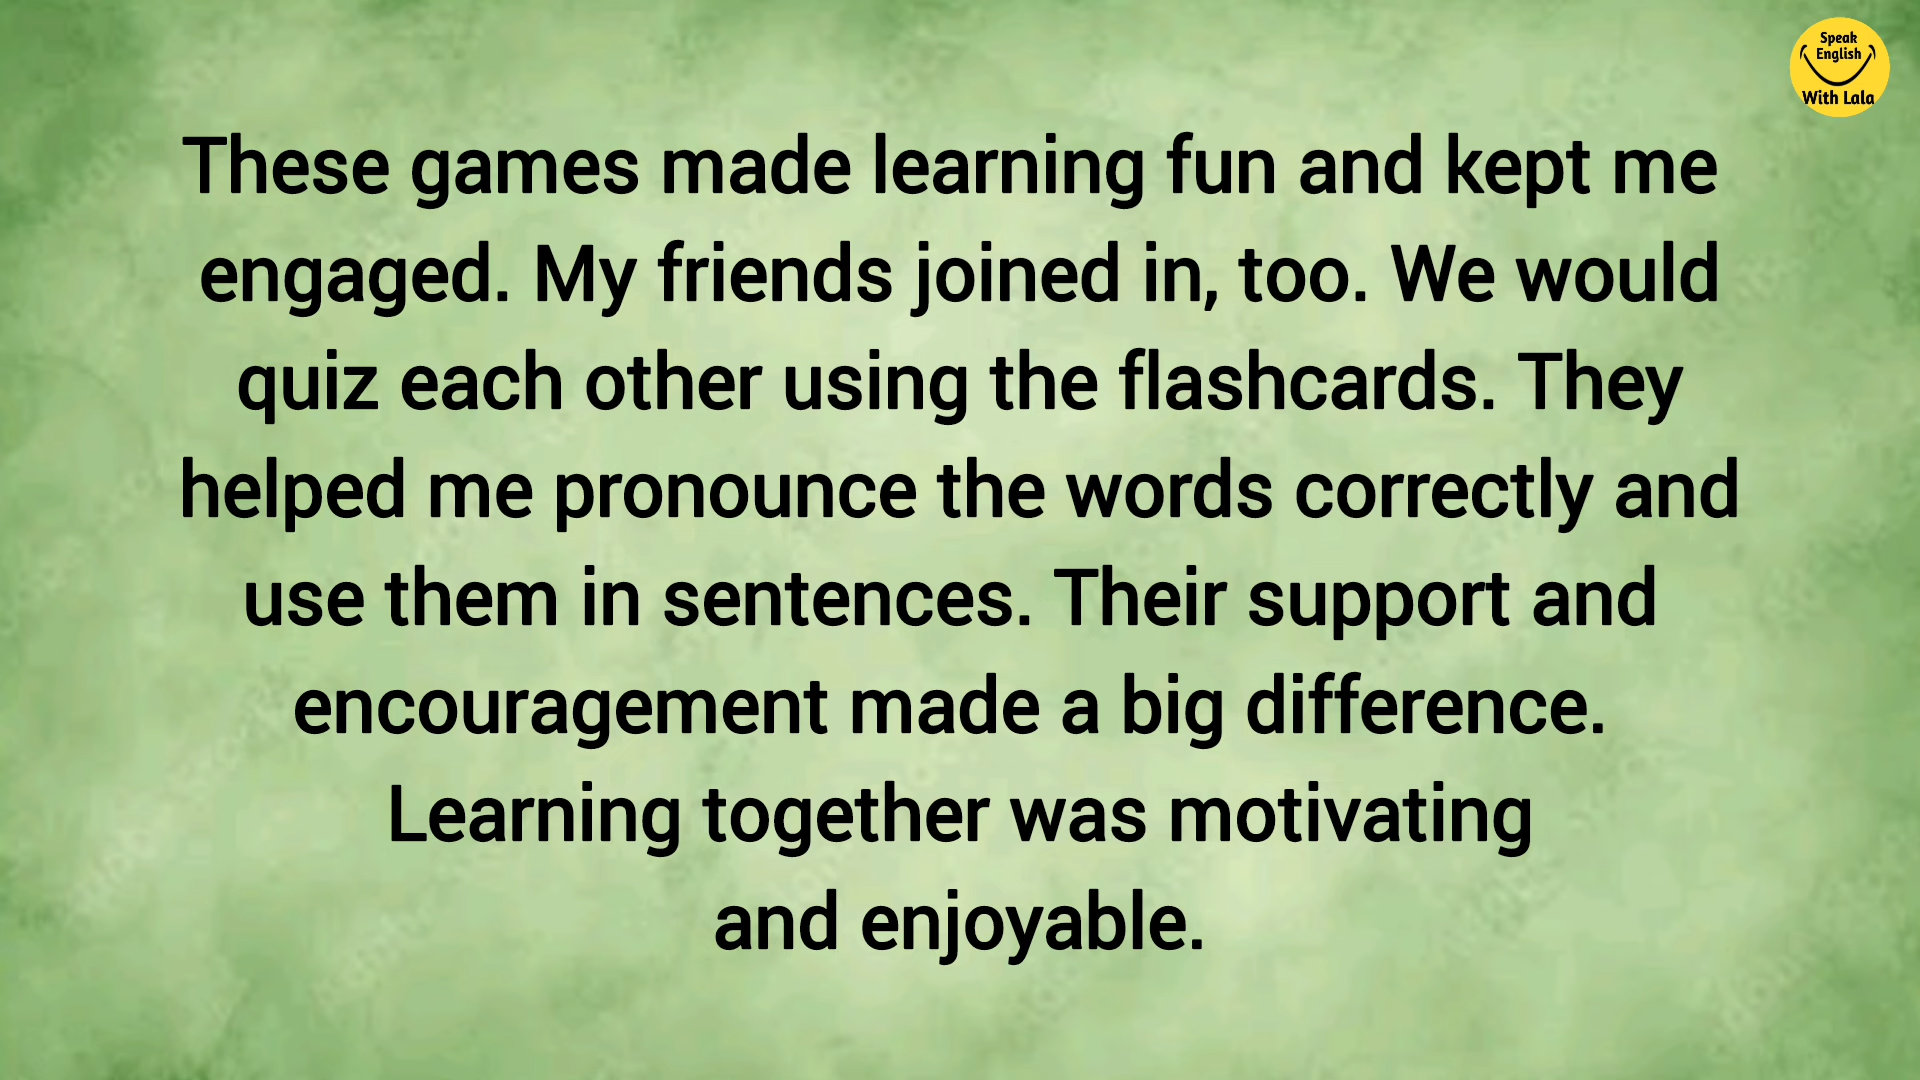 Speak
English
With Lala
These games made learning fun and kept me
engaged. My friends joined in, too. We would
quiz each other using the flashcards. They
helped me pronounce the words correctly and
use them in sentences. Their support and
encouragement made a big difference.
Learning together was motivating
and enjoyable.